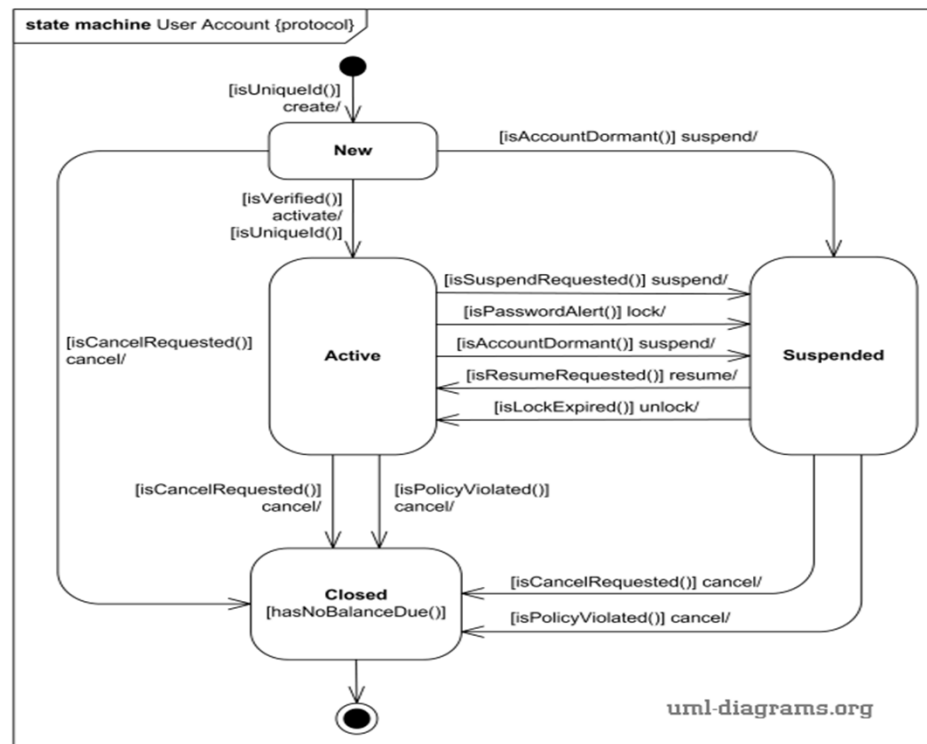 state machine User Account {protocol}
[isUniqueId()]
create/
New
[isAccountDormant()] suspend/
[isVerified()]
activate/
[isUniqueId()]
[isSuspendRequested()] suspend/
[isPasswordAlert()] lock/
[isCancelRequested()]
cancel/
Active
[isAccountDormant()] suspend/
Suspended
[isResumeRequested()] resume/
[isLockExpired()] unlock/
[isCancelRequested()]
cancel/
[isPolicyViolated()]
cancel/
Closed
[hasNoBalanceDue()]
[isCancelRequested()] cancel/
[isPolicyViolated()] cancel/
uml-diagrams.org